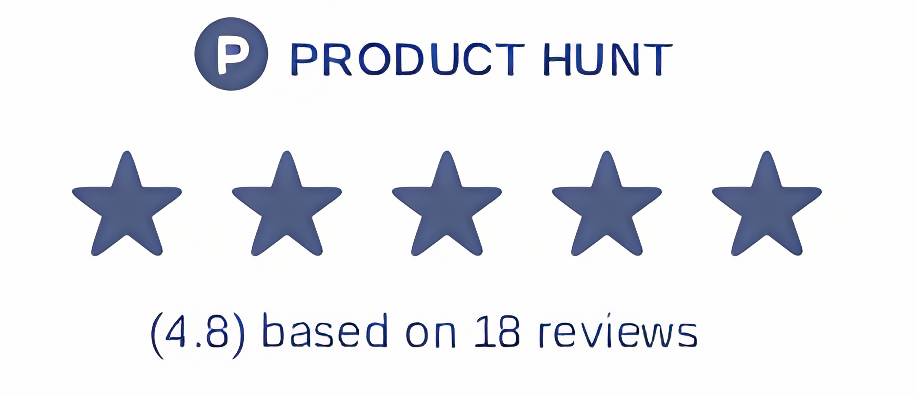 P PRODUCT HUNT
(4.8) based on 18 reviews